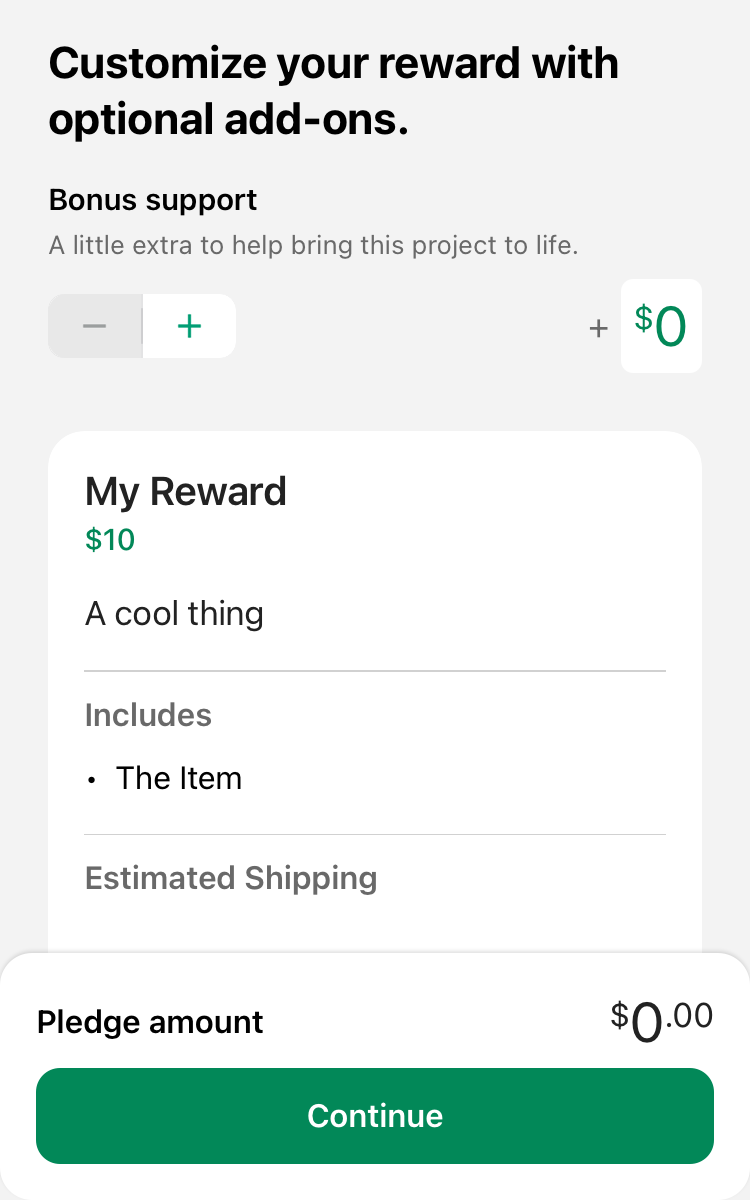 Customize your reward with
optional add-ons.
Bonus support
A little extra to help bring this project to life.
− + + $0
My Reward
$10
A cool thing
Includes
• The Item
Estimated Shipping
Pledge amount $0.00
Continue